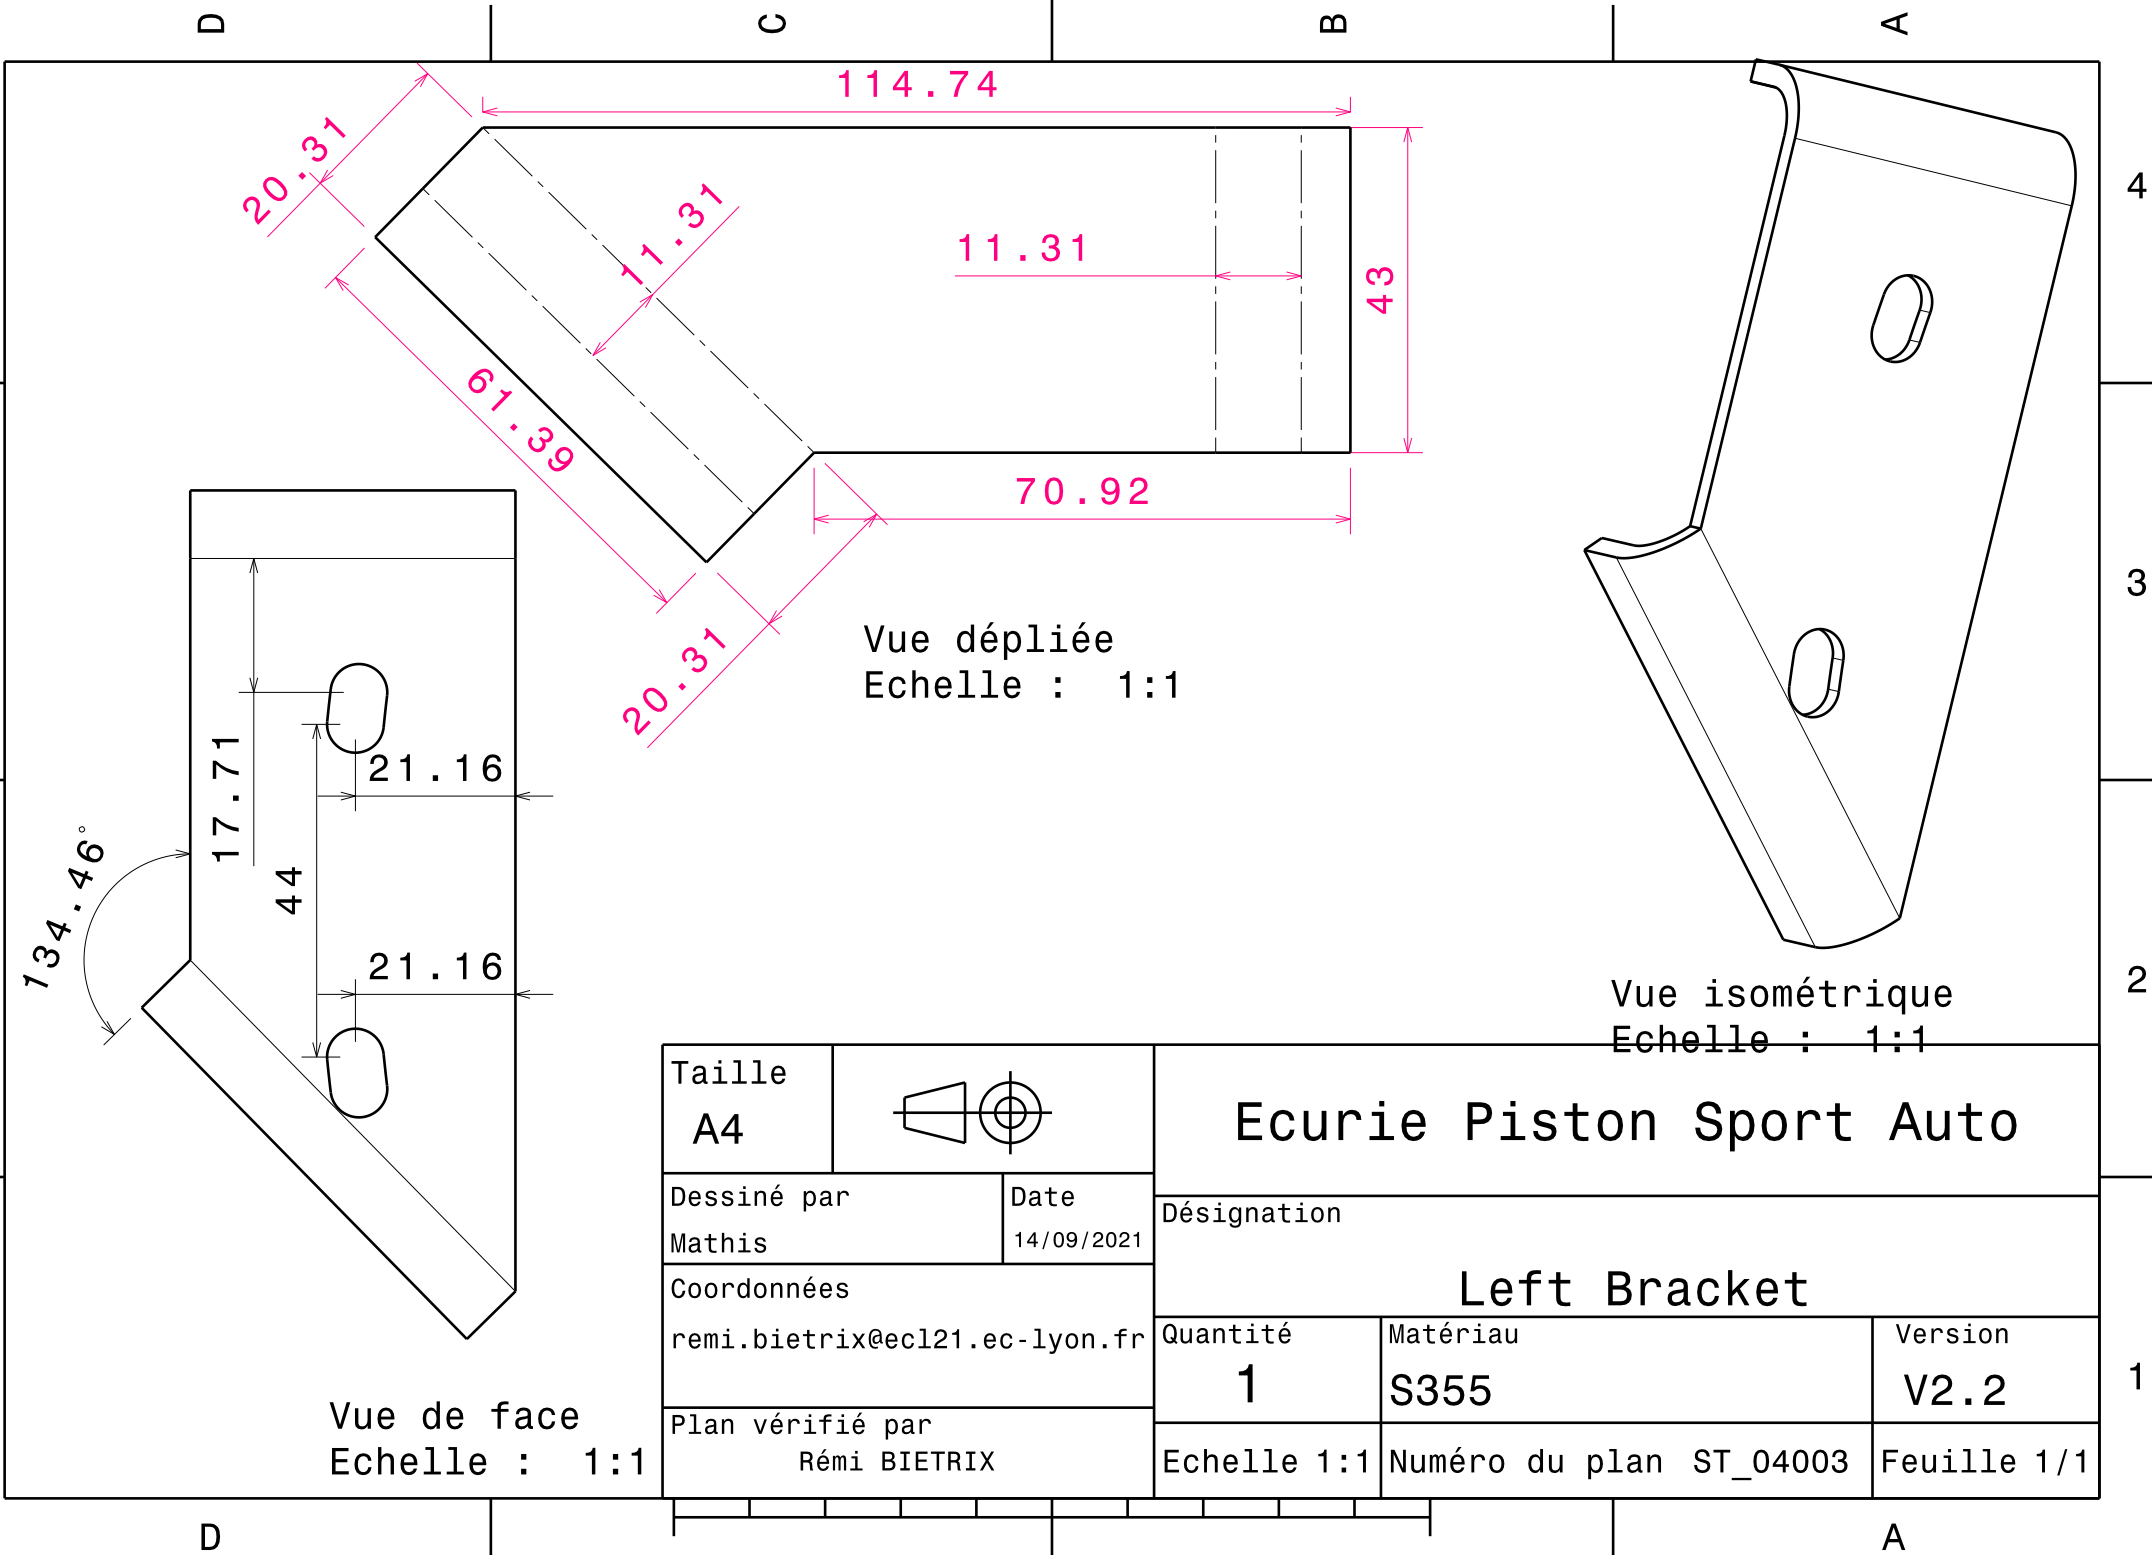 D C B A
114.74
20.31
4
11.31
11.31
43
61.39
70.92
3
20.31
Vue dépliée
Echelle :  1:1
17.71
21.16
134.46°
44
21.16
2
Vue isométrique
Echelle :  1:1
Vue de face
Echelle :  1:1
Taille
A4
Ecurie Piston Sport Auto
Dessiné par
Mathis
Date
14/09/2021
Désignation
Left Bracket
Coordonnées
remi.bietrix@ecl21.ec-lyon.fr
Quantité
1
Matériau
S355
Version
V2.2
1
Plan vérifié par
Rémi BIETRIX
Echelle 1:1
Numéro du plan  ST_04003
Feuille 1/1
D A